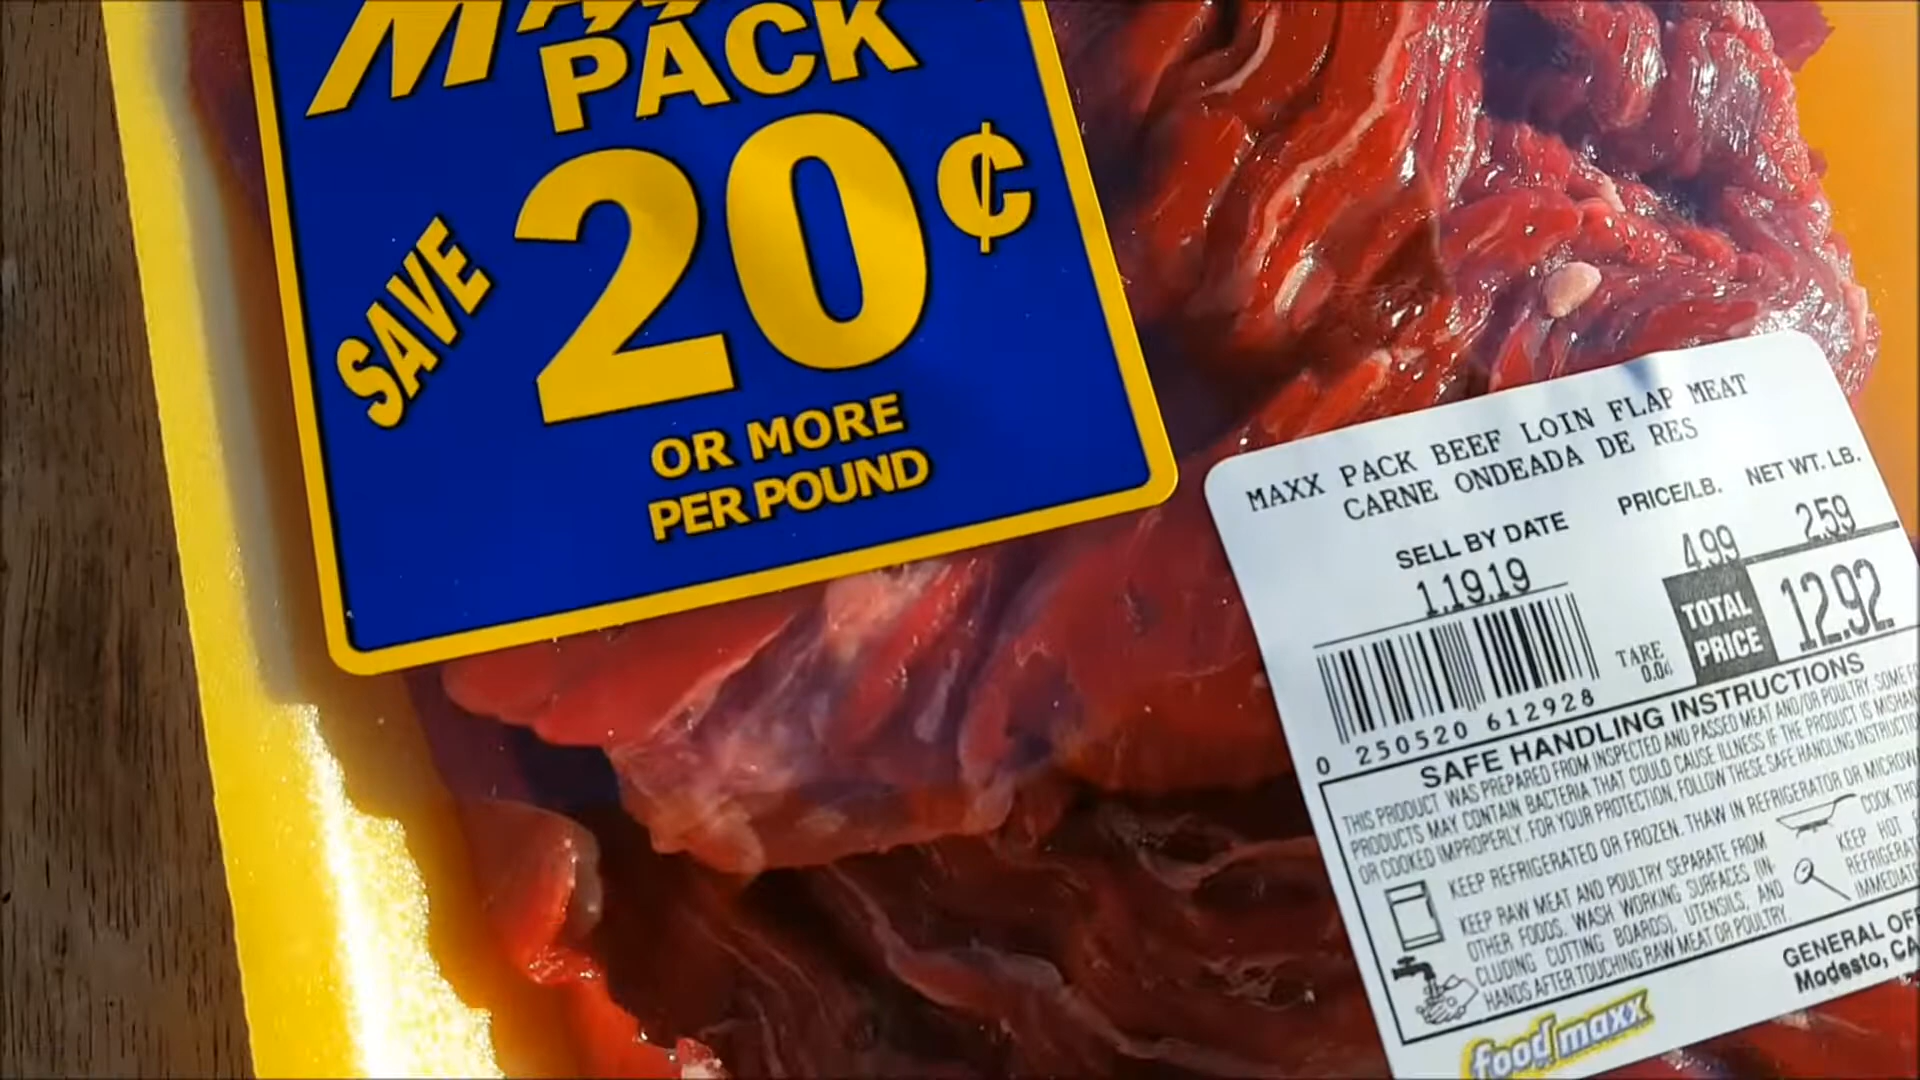 PACK
SAVE
20¢
OR MORE
PER POUND
MAXX PACK BEEF LOIN FLAP MEAT
CARNE ONDEADA DE RES
SELL BY DATE
PRICE/LB.
NET WT. LB.
1.19.19
4.99
2.59
TARE
TOTAL
PRICE
12.92
0 250520 612928
SAFE HANDLING INSTRUCTIONS
THIS PRODUCT WAS PREPARED FROM INSPECTED AND PASSED MEAT AND/OR POULTRY. SOME
PRODUCTS MAY CONTAIN BACTERIA THAT COULD CAUSE ILLNESS IF THE PRODUCT IS
OR COOKED IMPROPERLY. FOR YOUR PROTECTION, FOLLOW THESE SAFE HANDLING
KEEP REFRIGERATED OR FROZEN. THAW IN REFRIGERATOR OR
KEEP RAW MEAT AND POULTRY SEPARATE FROM
OTHER FOODS. WASH WORKING SURFACES (IN-
CLUDING CUTTING BOARDS), UTENSILS, AND
HANDS AFTER TOUCHING RAW MEAT OR POULTRY.
COOK
KEEP HOT
GENERAL
Modesto, CA
food maxx